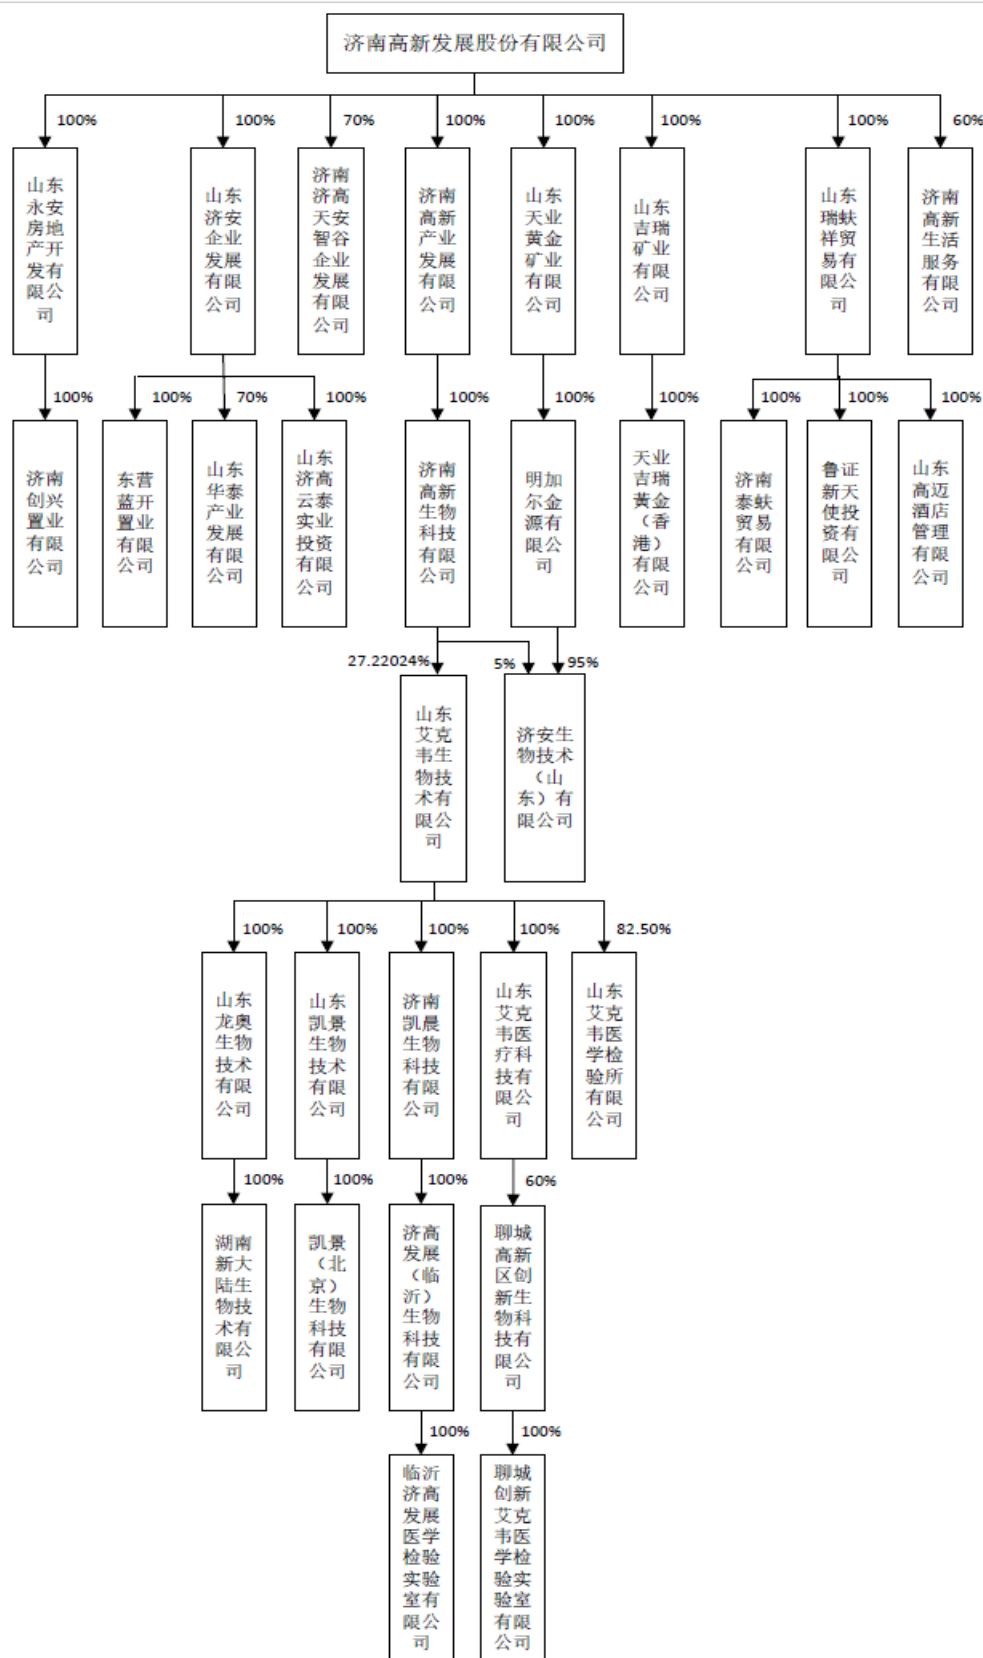 济南高新发展股份有限公司
100%
100%
70%
100%
100%
100%
100%
60%
山东
永安
房地
产开
发有
限公
司
山东
济安
企业
发展
有限
公司
济南
济高
天安
智谷
企业
发展
有限
公司
济南
高新
产业
发展
有限
公司
山东
天业
黄金
矿业
有限
公司
山东
吉瑞
矿业
有限
公司
山东
瑞蚨
祥贸
易有
限公司
济南
高新
生活
服务
有限
公司
100%
100%
70%
100%
100%
100%
100%
100%
100%
100%
济南
创兴
置业
有限
公司
东营
蓝开
置业
有限
公司
山东
华泰
产业
发展
有限
公司
山东
济高
云泰
实业
投资
有限
公司
济南
高新
生物
科技
有限
公司
明加
尔金
源有
限公
司
天业
吉瑞
黄金
（香
港）
有限
公司
济南
泰蚨
贸易
有限
公司
鲁证
新天
使投
资有
限公
司
山东
高迈
酒店
管理
有限
公司
27.22024%
5%
95%
山东
艾克
韦生
物技
术有
限公
司
济安生
物技术
（山
东）有
限公司
100%
100%
100%
100%
82.50%
山东
龙奥
生物
技术
有限
公司
山东
凯景
生物
技术
有限
公司
济南
凯晨
生物
科技
有限
公司
山东
艾克
韦医
疗科
技有
限公
司
山东
艾克
韦医
学检
验所
有限
公司
100%
100%
100%
60%
湖南
新大
陆生
物技
术有
限公
司
凯景
（北
京）
生物
科技
有限
公司
济高
发展
（临
沂）
生物
科技
有限
公司
聊城
高新
区创
新生
物科
技有
限公
司
100%
100%
临沂
济高
发展
医学
检验
实验
室有
限公
司
聊城
创新
艾克
韦医
学检
验实
验室
有限
公司